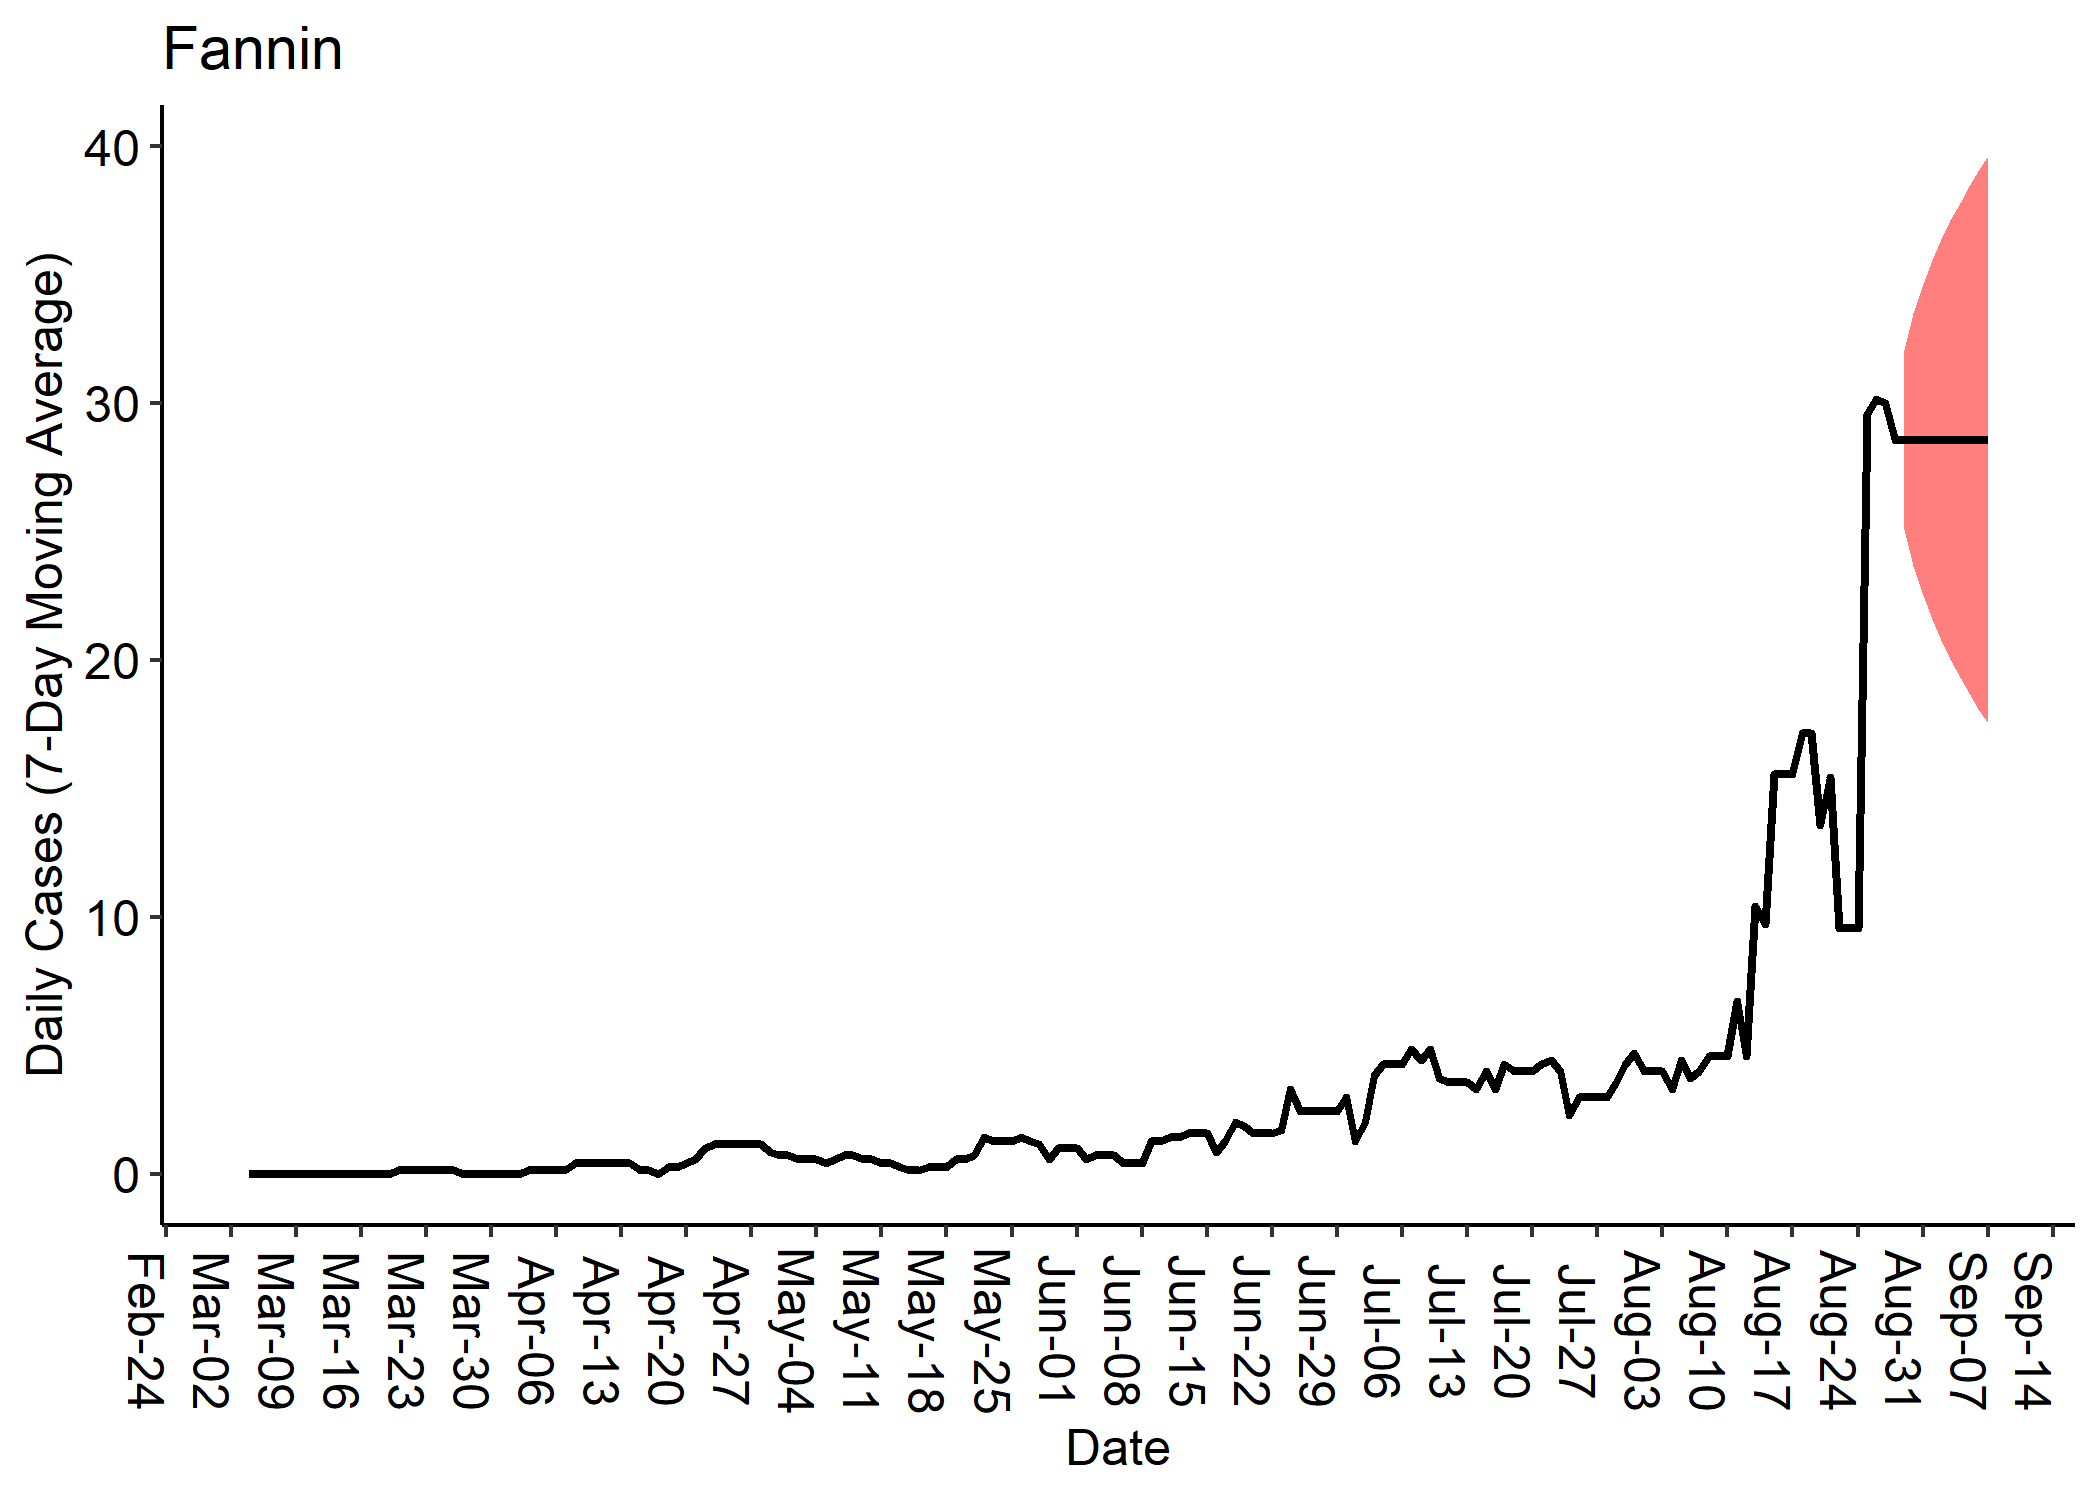 Fannin
Daily Cases (7-Day Moving Average)
40
30
20
10
0
Feb-24
Mar-02
Mar-09
Mar-16
Mar-23
Mar-30
Apr-06
Apr-13
Apr-20
Apr-27
May-04
May-11
May-18
May-25
Jun-01
Jun-08
Jun-15
Jun-22
Jun-29
Jul-06
Jul-13
Jul-20
Jul-27
Aug-03
Aug-10
Aug-17
Aug-24
Aug-31
Sep-07
Sep-14
Date